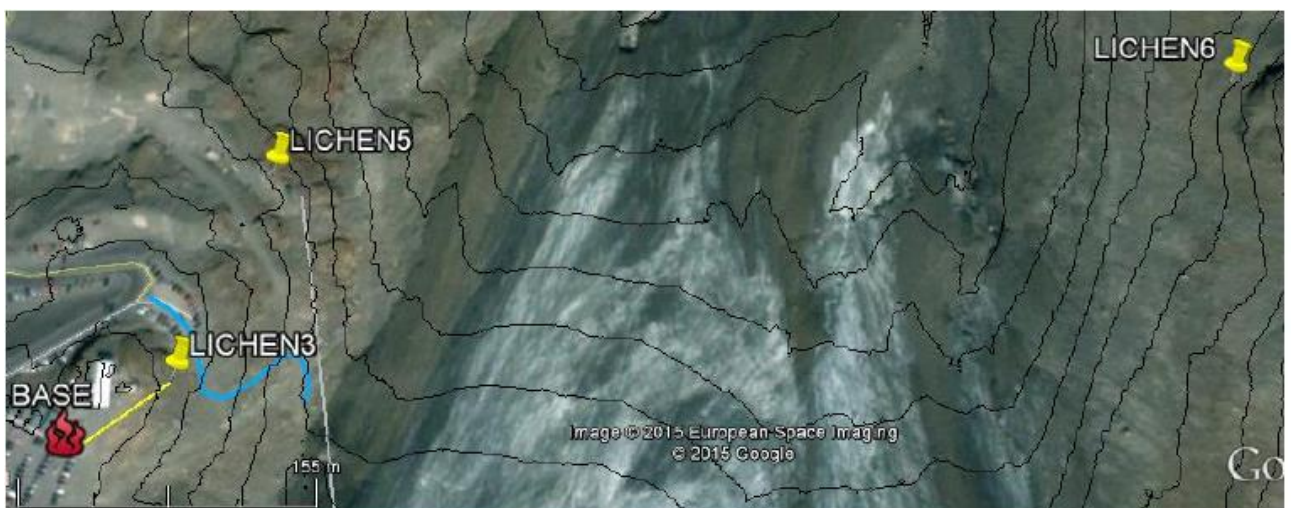 LICHEN6
LICHEN5
LICHEN3
BASE
Image © 2015 European Space Imaging
© 2015 Google
155 m
Go